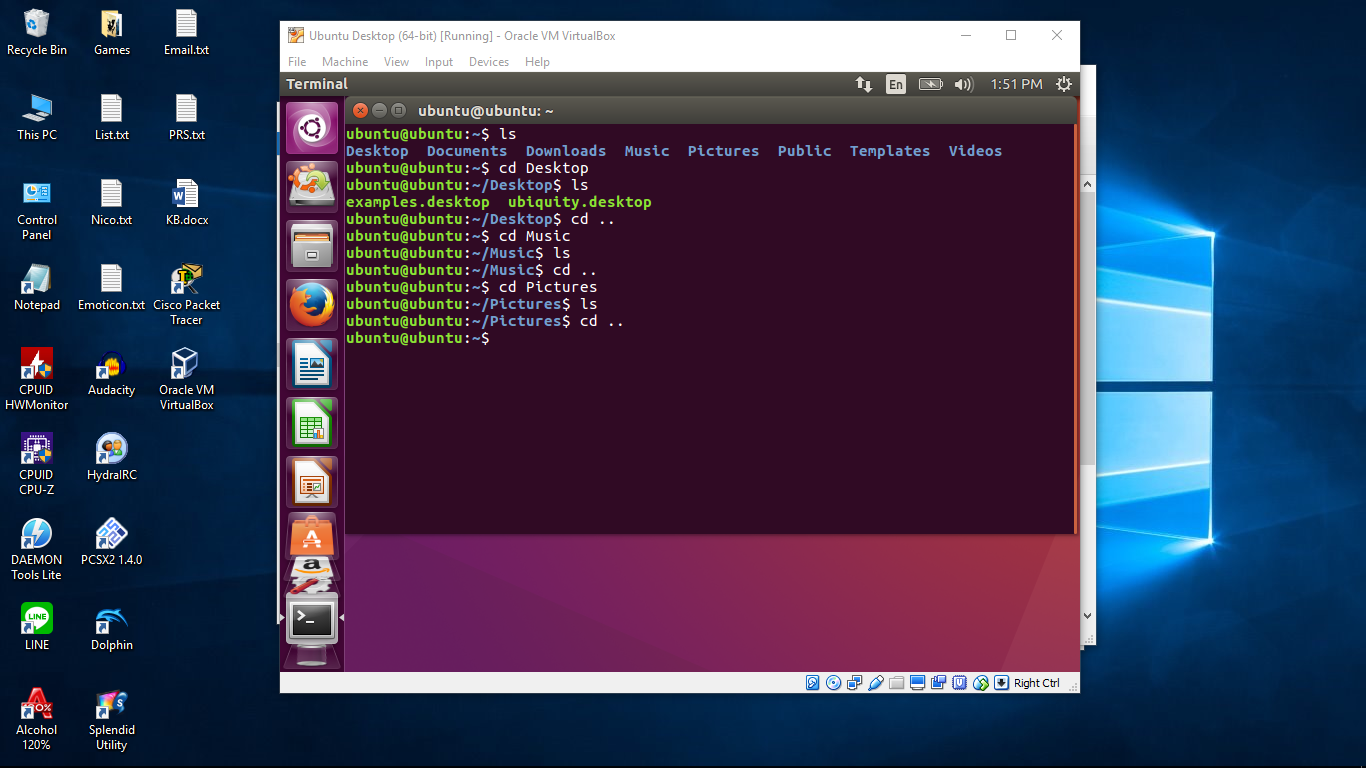 Recycle Bin
Games
Email.txt
This PC
List.txt
PRS.txt
Control
Panel
Nico.txt
KB.docx
Notepad
Emoticon.txt
Cisco Packet
Tracer
CPUID
HWMonitor
Audacity
Oracle VM
VirtualBox
CPUID
CPU-Z
HydraIRC
DAEMON
Tools Lite
PCSX2 1.4.0
LINE
LINE
Dolphin
Alcohol
120%
Splendid
Utility
Ubuntu Desktop (64-bit) [Running] - Oracle VM VirtualBox
File Machine View Input Devices Help
Terminal
En
1:51 PM
ubuntu@ubuntu: ~
ubuntu@ubuntu:~$ ls
Desktop Documents Downloads Music Pictures Public Templates Videos
ubuntu@ubuntu:~$ cd Desktop
ubuntu@ubuntu:~/Desktop$ ls
examples.desktop ubiquity.desktop
ubuntu@ubuntu:~/Desktop$ cd ..
ubuntu@ubuntu:~$ cd Music
ubuntu@ubuntu:~/Music$ ls
ubuntu@ubuntu:~/Music$ cd ..
ubuntu@ubuntu:~$ cd Pictures
ubuntu@ubuntu:~/Pictures$ ls
ubuntu@ubuntu:~/Pictures$ cd ..
ubuntu@ubuntu:~$
Right Ctrl